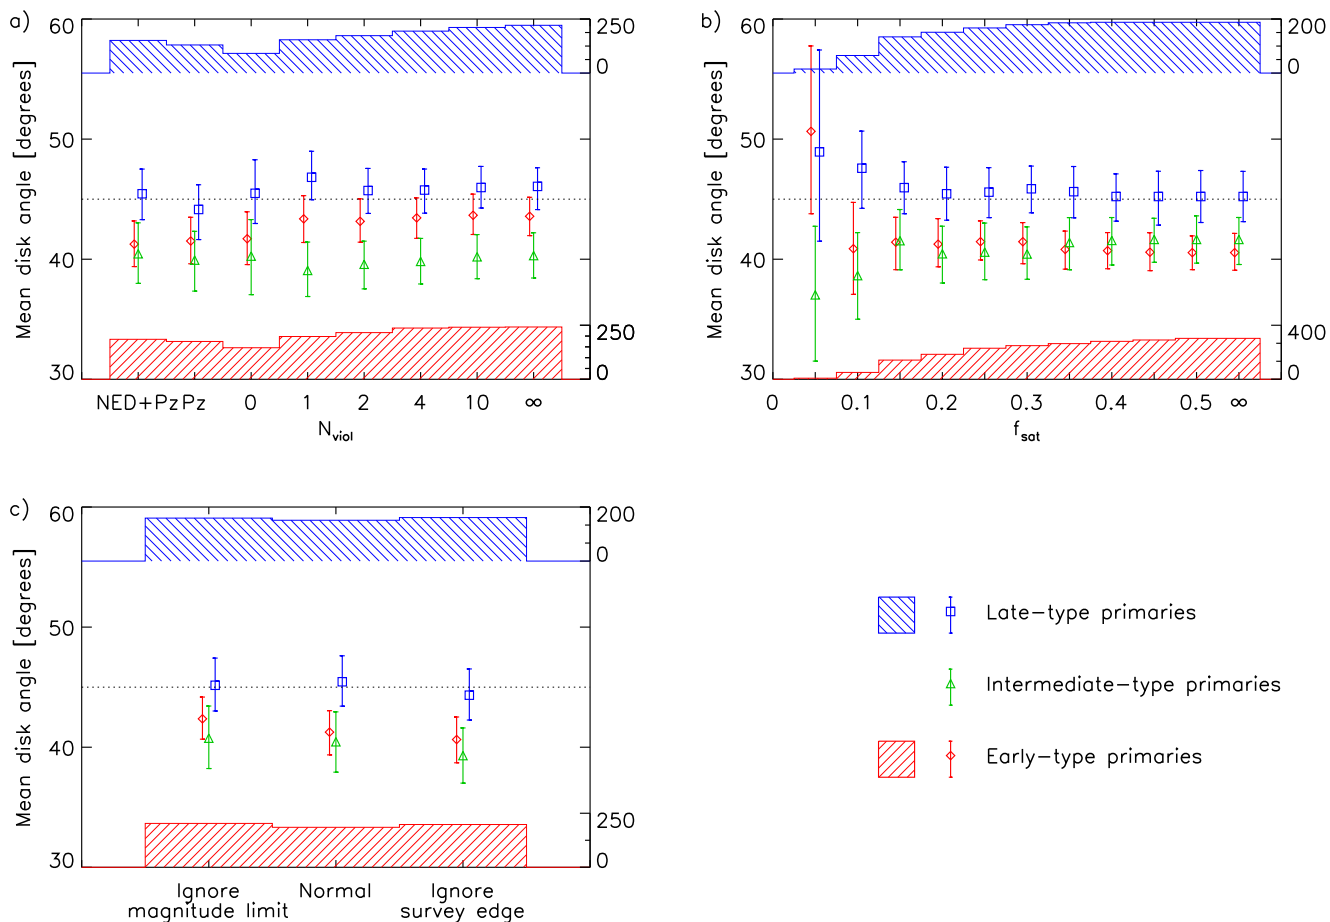 a)
60
50
40
30
Mean disk angle [degrees]
250
0
250
0
NED+Pz Pz 0 1 2 4 10 ∞
N_viol
b)
60
50
40
30
Mean disk angle [degrees]
200
0
400
0
0 0.1 0.2 0.3 0.4 0.5 ∞
f_sat
c)
60
50
40
30
Mean disk angle [degrees]
200
0
250
0
Ignore magnitude limit
Normal
Ignore survey edge
Late-type primaries
Intermediate-type primaries
Early-type primaries